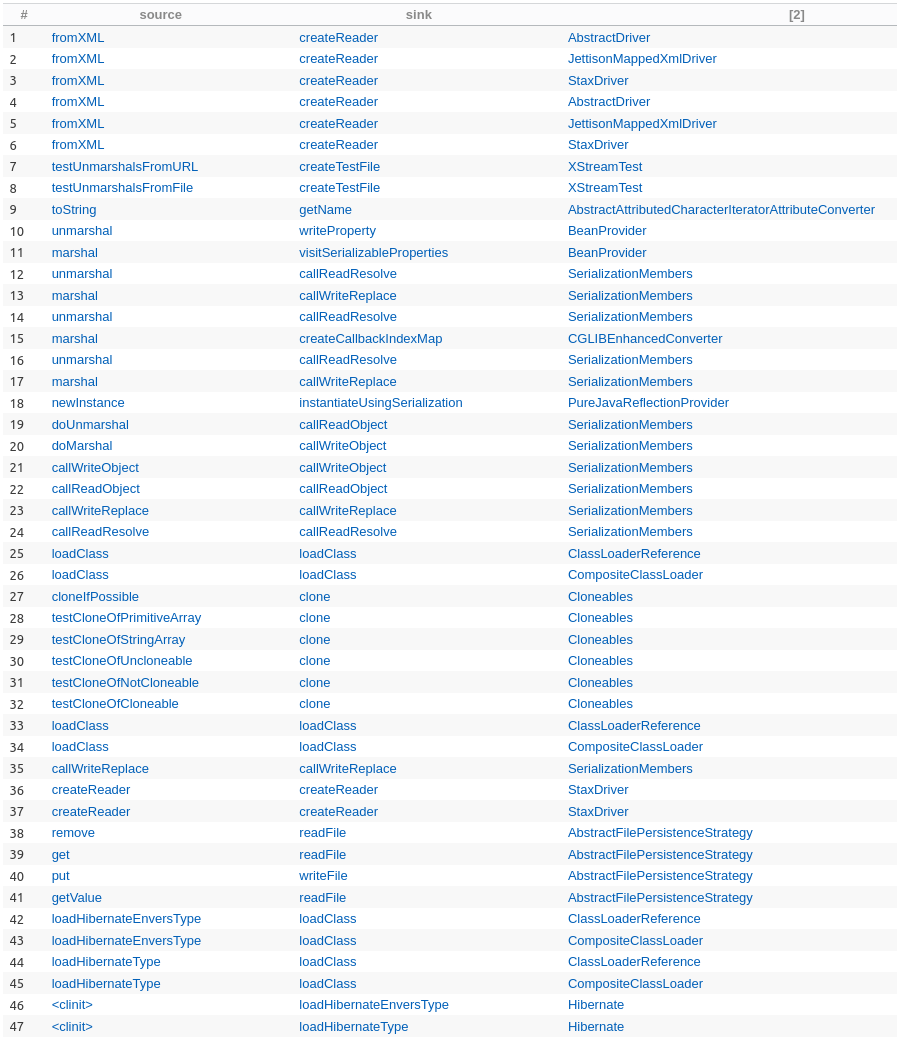 # source sink [2]
1 fromXML createReader AbstractDriver
2 fromXML createReader JettisonMappedXmlDriver
3 fromXML createReader StaxDriver
4 fromXML createReader AbstractDriver
5 fromXML createReader JettisonMappedXmlDriver
6 fromXML createReader StaxDriver
7 testUnmarshalsFromURL createTestFile XStreamTest
8 testUnmarshalsFromFile createTestFile XStreamTest
9 toString getName AbstractAttributedCharacterIteratorAttributeConverter
10 unmarshal writeProperty BeanProvider
11 marshal visitSerializableProperties BeanProvider
12 unmarshal callReadResolve SerializationMembers
13 marshal callWriteReplace SerializationMembers
14 unmarshal callReadResolve SerializationMembers
15 marshal createCallbackIndexMap CGLIBEnhancedConverter
16 unmarshal callReadResolve SerializationMembers
17 marshal callWriteReplace SerializationMembers
18 newInstance instantiateUsingSerialization PureJavaReflectionProvider
19 doUnmarshal callReadObject SerializationMembers
20 doMarshal callWriteObject SerializationMembers
21 callWriteObject callWriteObject SerializationMembers
22 callReadObject callReadObject SerializationMembers
23 callWriteReplace callWriteReplace SerializationMembers
24 callReadResolve callReadResolve SerializationMembers
25 loadClass loadClass ClassLoaderReference
26 loadClass loadClass CompositeClassLoader
27 cloneIfPossible clone Cloneables
28 testCloneOfPrimitiveArray clone Cloneables
29 testCloneOfStringArray clone Cloneables
30 testCloneOfUncloneable clone Cloneables
31 testCloneOfNotCloneable clone Cloneables
32 testCloneOfCloneable clone Cloneables
33 loadClass loadClass ClassLoaderReference
34 loadClass loadClass CompositeClassLoader
35 callWriteReplace callWriteReplace SerializationMembers
36 createReader createReader StaxDriver
37 createReader createReader StaxDriver
38 remove readFile AbstractFilePersistenceStrategy
39 get readFile AbstractFilePersistenceStrategy
40 put writeFile AbstractFilePersistenceStrategy
41 getValue readFile AbstractFilePersistenceStrategy
42 loadHibernateEnversType loadClass ClassLoaderReference
43 loadHibernateEnversType loadClass CompositeClassLoader
44 loadHibernateType loadClass ClassLoaderReference
45 loadHibernateType loadClass CompositeClassLoader
46 <clinit> loadHibernateEnversType Hibernate
47 <clinit> loadHibernateType Hibernate